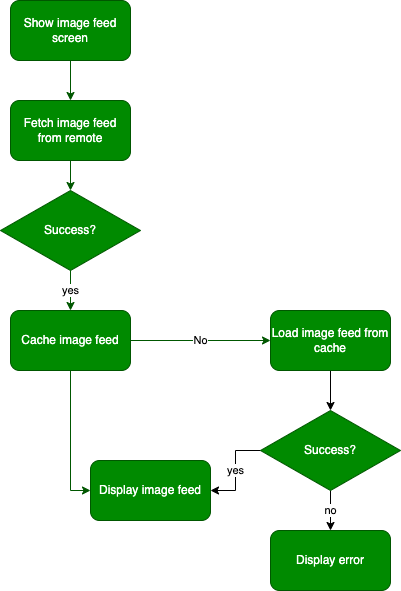 Show image feed
screen
Fetch image feed
from remote
Success?
yes
Cache image feed
No
Load image feed from
cache
Success?
yes
Display image feed
no
Display error